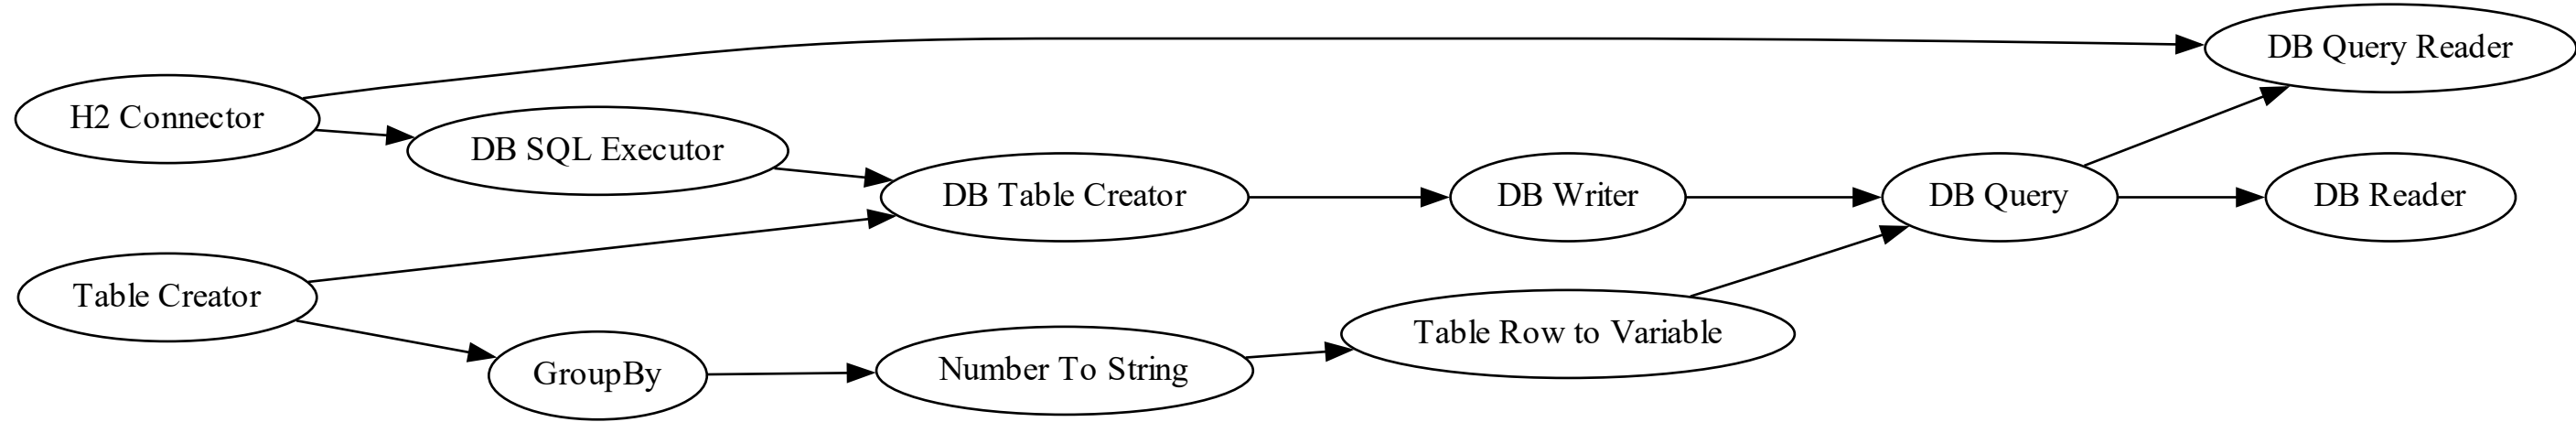 DB Query Reader
H2 Connector
DB SQL Executor
DB Table Creator
DB Writer
DB Query
DB Reader
Table Creator
Table Row to Variable
GroupBy
Number To String